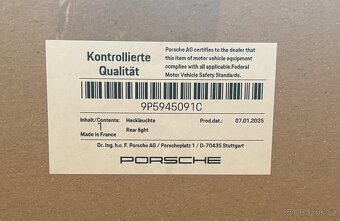 Kontrollierte
Qualität
Porsche AG certifies to the dealer that
this item of motor vehicle equipment
complies with all applicable Federal
Motor Vehicle Safety Standards.
9P5945091C
Inhalt/Contents: Heckleuchte Prod.dat.: 07.01.2025
1 Rear light
Made in France
Dr. Ing. h.c. F. Porsche AG / Porscheplatz 1 / D-70435 Stuttgart
PORSCHE
Bazos.cz